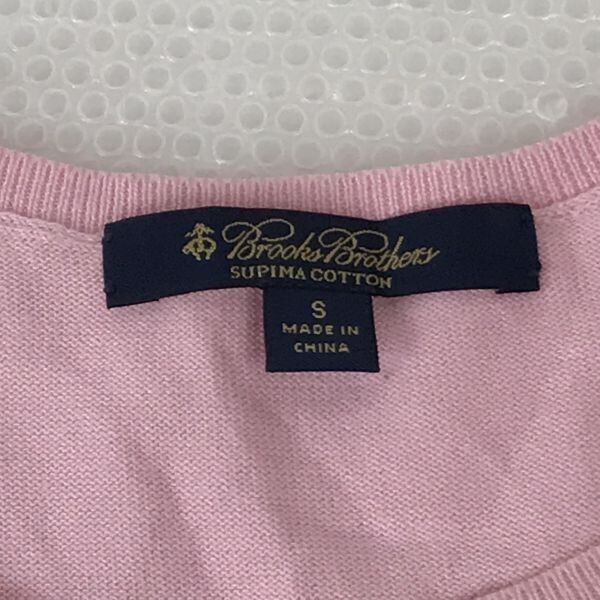 Brooks Brothers
SUPIMA COTTON
S
MADE IN
CHINA